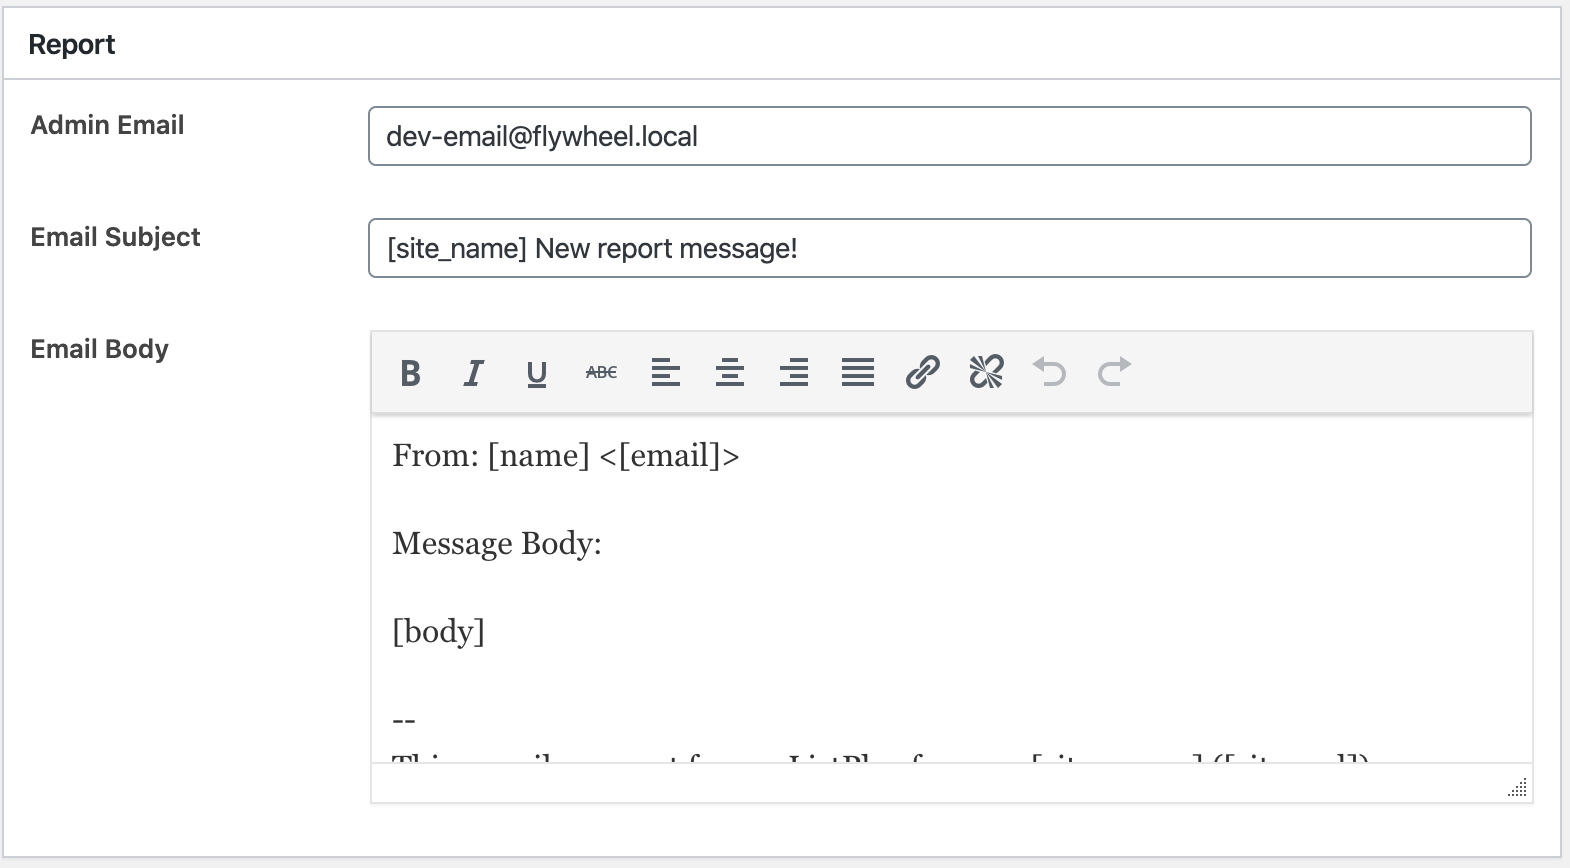 Report
Admin Email
dev-email@flywheel.local
Email Subject
[site_name] New report message!
Email Body
B I U ABC
From: [name] <[email]>
Message Body:
[body]
--